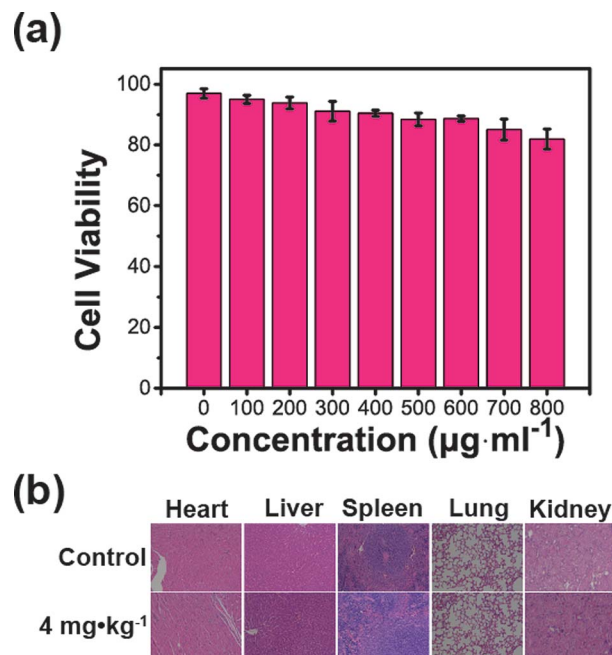 (a)
100
80
60
40
20
0
Cell Viability
0 100 200 300 400 500 600 700 800
Concentration (µg·ml⁻¹)
(b)
Heart Liver Spleen Lung Kidney
Control
4 mg•kg⁻¹